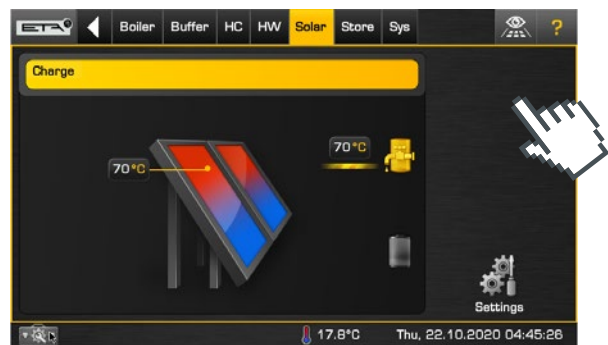 ETA Boiler Buffer HC HW Solar Store Sys ?
Charge
70°C
70°C
Settings
17.8°C Thu, 22.10.2020 04:45:26